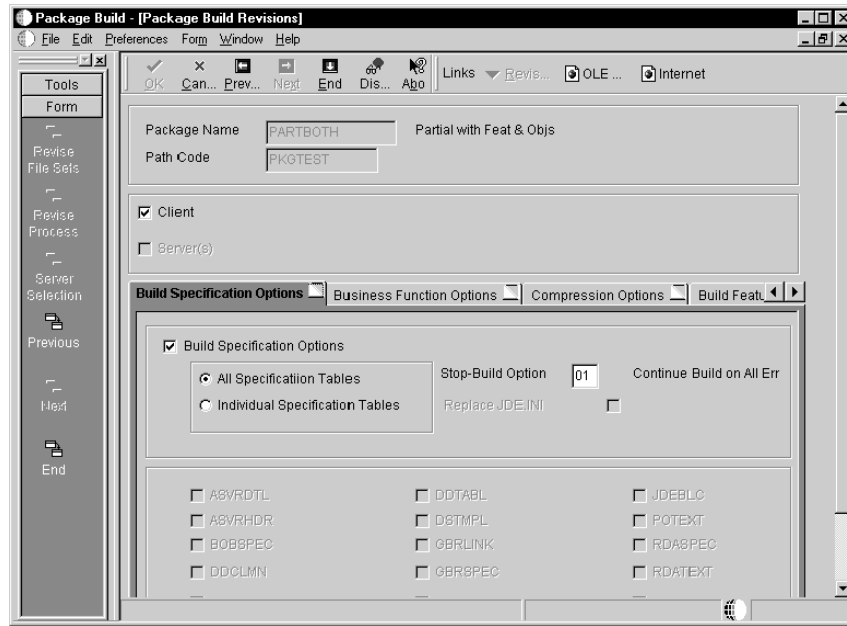 Package Build - [Package Build Revisions]
File Edit Preferences Form Window Help
Tools
Form
Revise File Sets
Revise Process
Server Selection
Previous
Next
End
OK Can... Prev... Next End Dis... Abo Links Revis... OLE ... Internet
Package Name PARTBOTH Partial with Feat & Objs
Path Code PKGTEST
Client
Server(s)
Build Specification Options Business Function Options Compression Options Build Featu
Build Specification Options
All Specificatiion Tables Stop-Build Option 01 Continue Build on All Err
Individual Specification Tables Replace JDE.INI
ASVRDTL DDTABL JDEBLC
ASVRHDR DSTMPL POTEXT
BOBSPEC GBRLINK RDASPEC
DDCLMN GBRSPEC RDATEXT